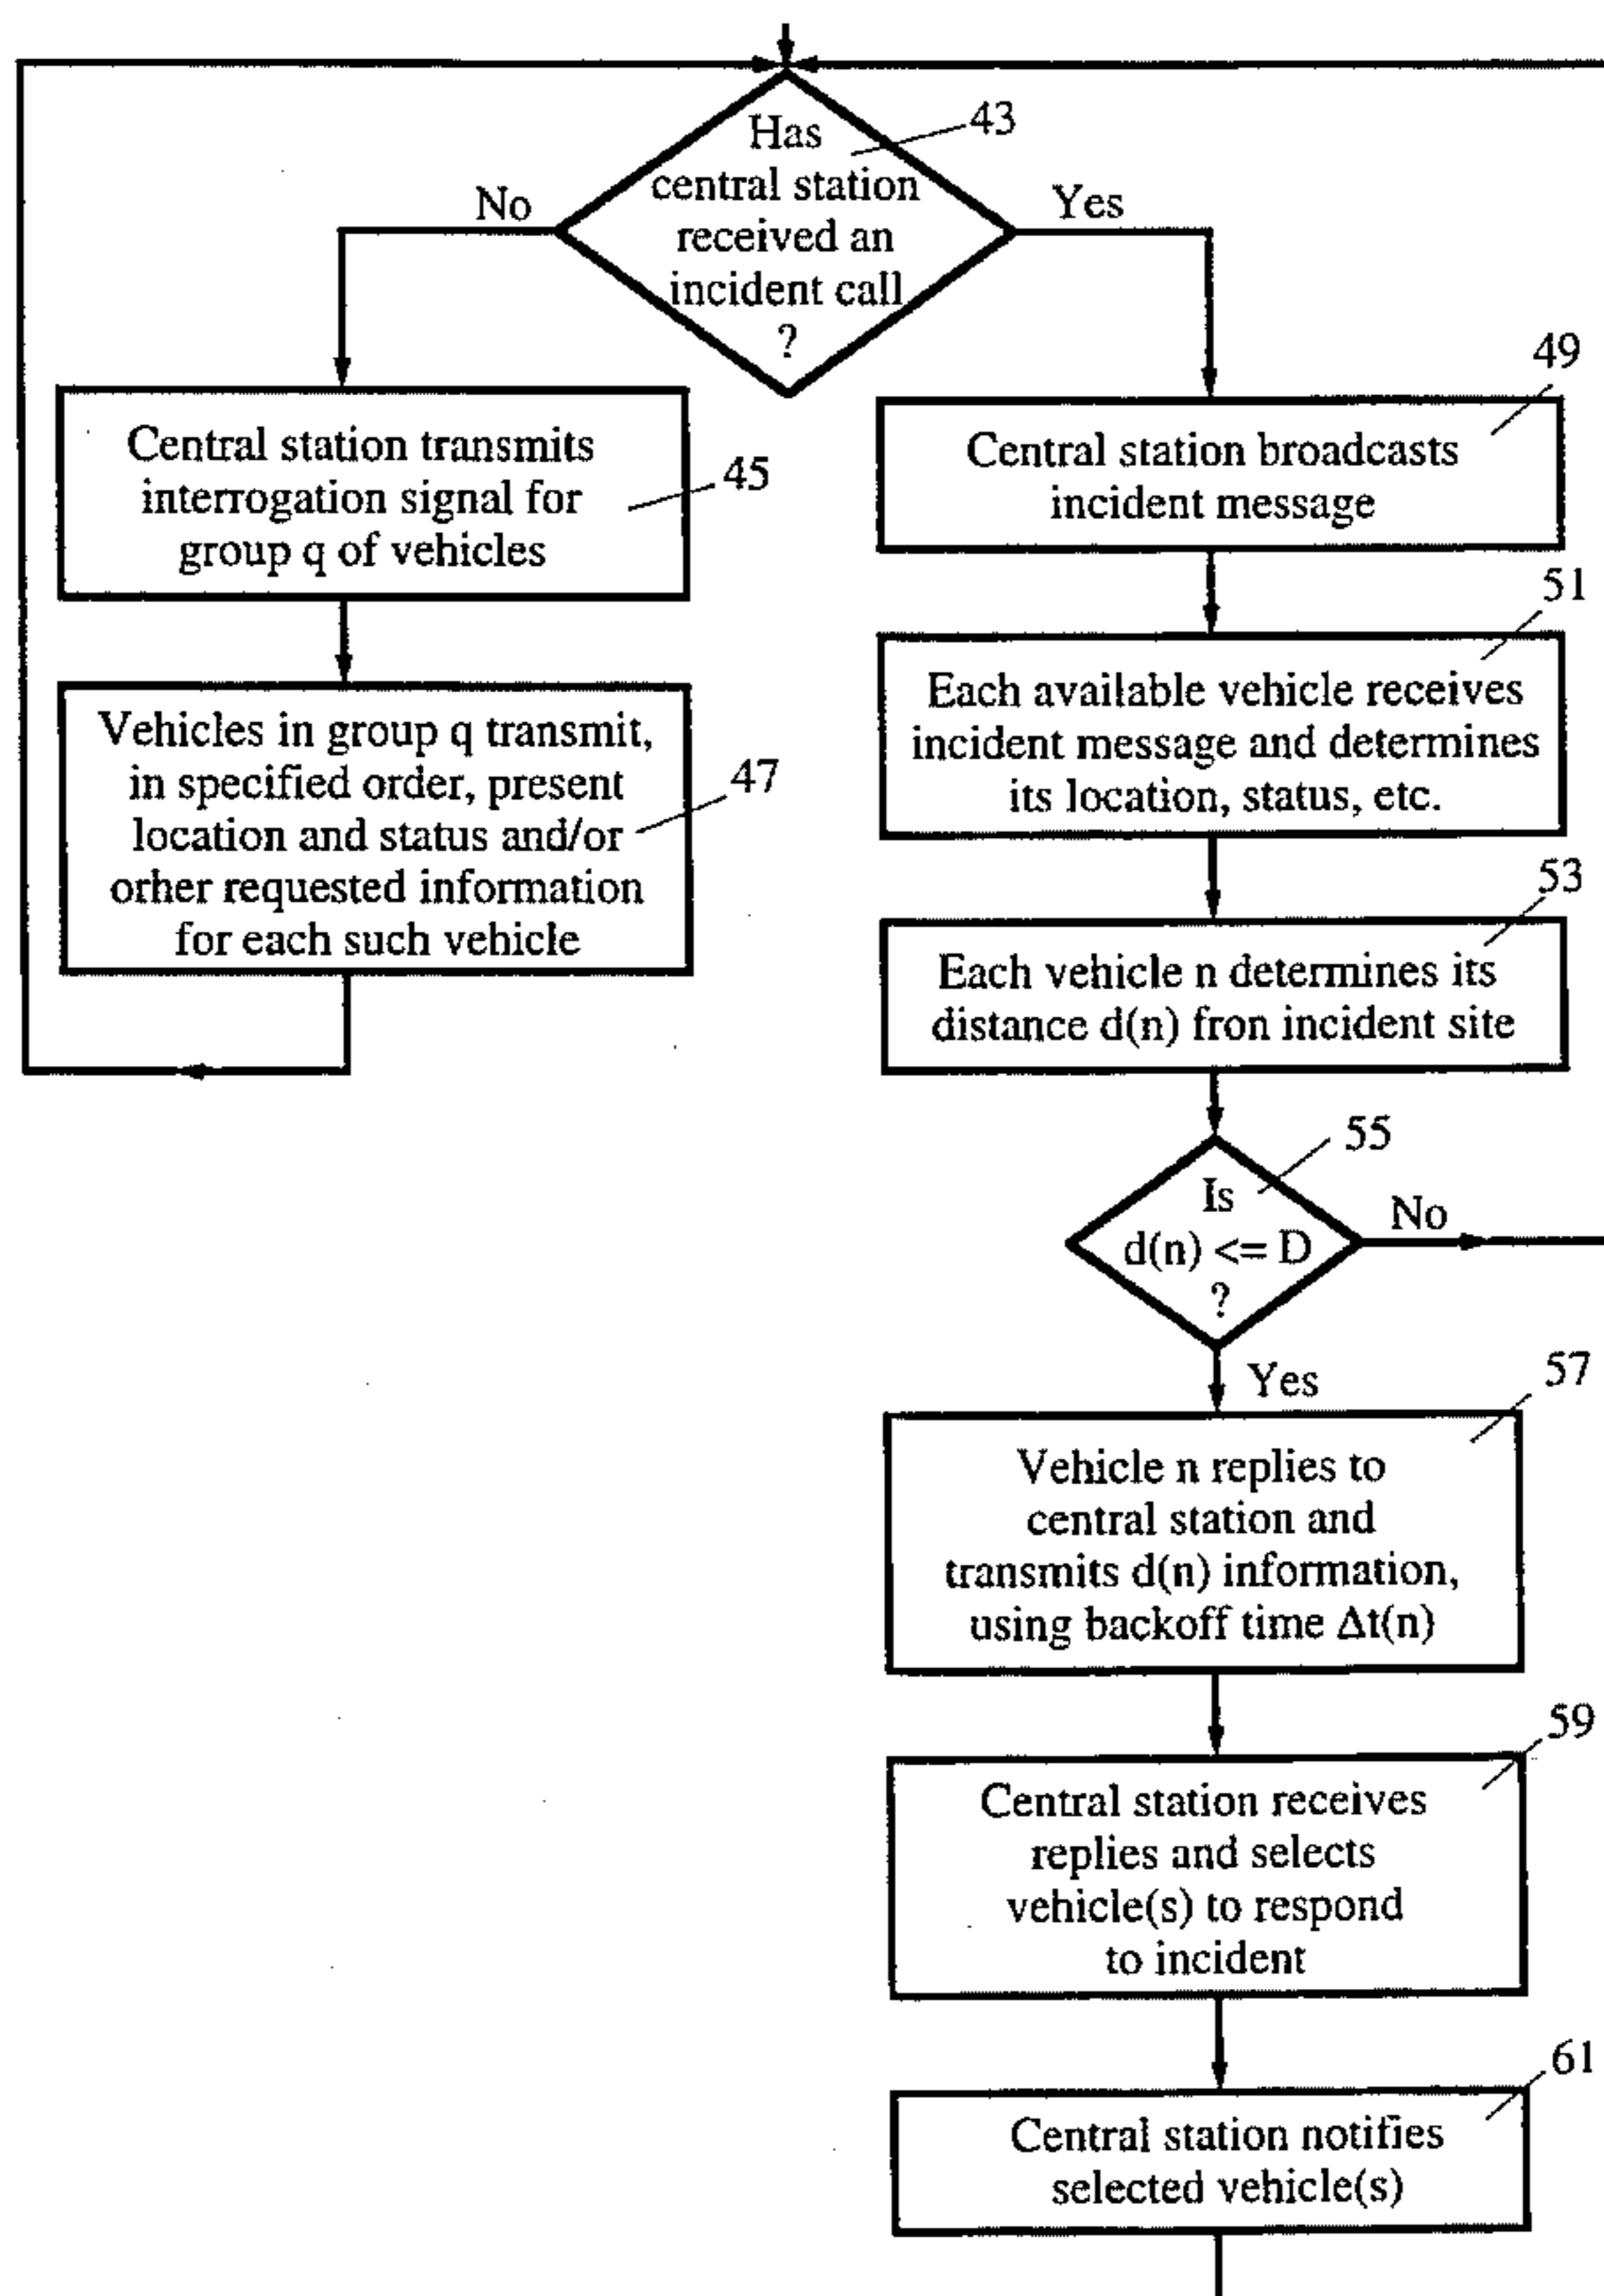 Has
central station
received an
incident call
?
43
No
Yes
Central station transmits
interrogation signal for
group q of vehicles
45
Vehicles in group q transmit,
in specified order, present
location and status and/or
orher requested information
for each such vehicle
47
Central station broadcasts
incident message
49
Each available vehicle receives
incident message and determines
its location, status, etc.
51
Each vehicle n determines its
distance d(n) fron incident site
53
Is
d(n) <= D
?
55
No
Yes
Vehicle n replies to
central station and
transmits d(n) information,
using backoff time Δt(n)
57
Central station receives
replies and selects
vehicle(s) to respond
to incident
59
Central station notifies
selected vehicle(s)
61